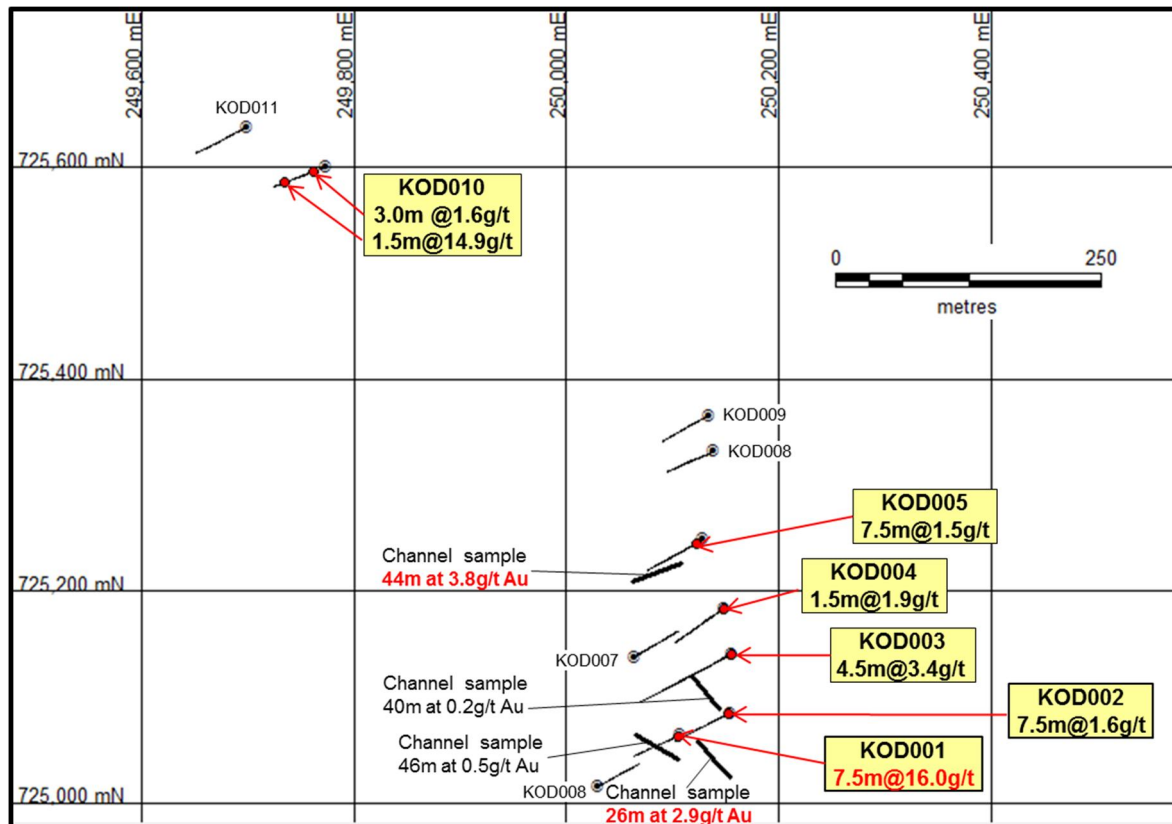 249,600 mE
249,800 mE
250,000 mE
250,200 mE
250,400 mE
KOD011
725,600 mN
KOD010
3.0m @1.6g/t
1.5m@14.9g/t
0 250
metres
725,400 mN
KOD009
KOD008
KOD005
7.5m@1.5g/t
Channel sample
44m at 3.8g/t Au
KOD004
1.5m@1.9g/t
725,200 mN
KOD003
4.5m@3.4g/t
KOD007
Channel sample
40m at 0.2g/t Au
KOD002
7.5m@1.6g/t
Channel sample
46m at 0.5g/t Au
KOD001
7.5m@16.0g/t
KOD008
Channel sample
26m at 2.9g/t Au
725,000 mN